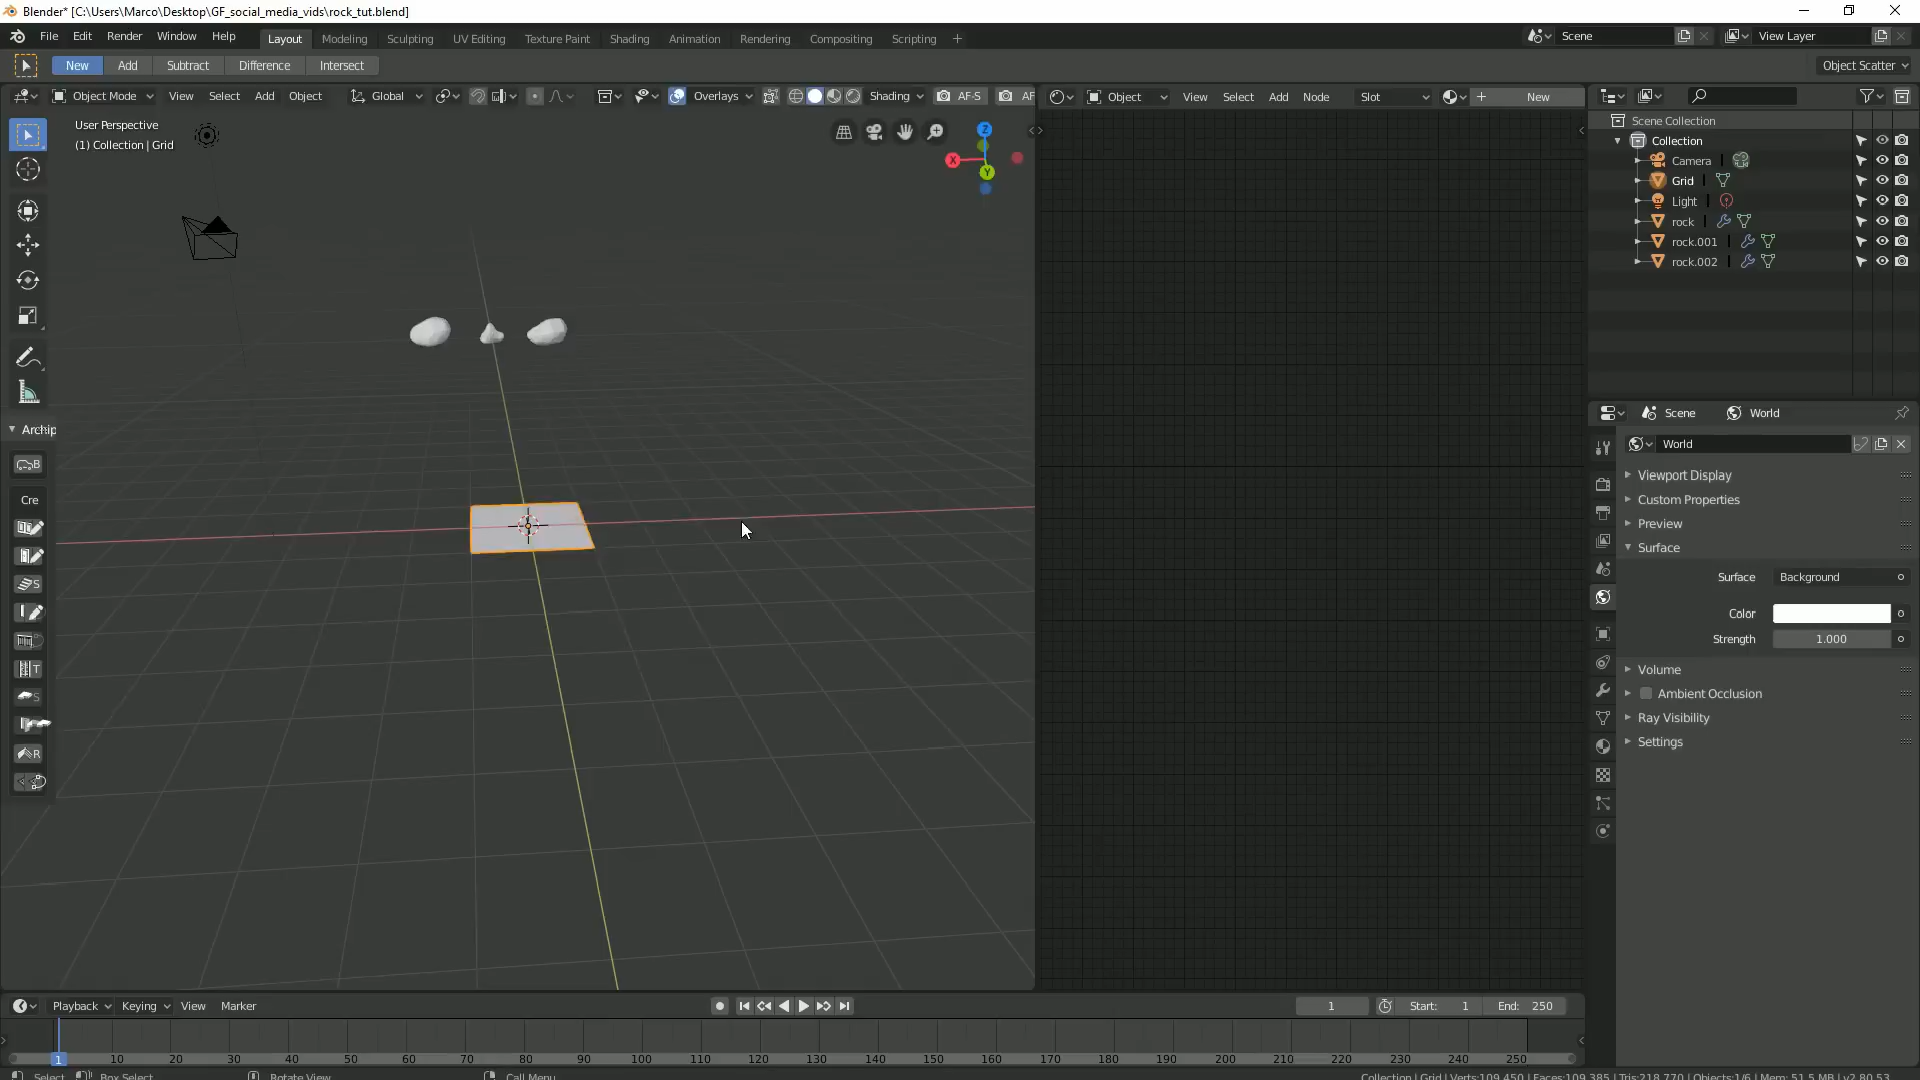 Blender* [C:\Users\Marco\Desktop\GF_social_media_vids\rock_tut.blend]
File Edit Render Window Help Layout Modeling Sculpting UV Editing Texture Paint Shading Animation Rendering Compositing Scripting + Scene View Layer
New Add Subtract Difference Intersect Object Scatter
Object Mode View Select Add Object Global Overlays Shading AF-S AF Object View Select Add Node Slot New
User Perspective
(1) Collection | Grid
X Y Z
Scene Collection
Collection
Camera
Grid
Light
rock
rock.001
rock.002
Archip
B
Cre
S
T
S
R
Scene World
World
Viewport Display
Custom Properties
Preview
Surface
Surface Background
Color
Strength 1.000
Volume
Ambient Occlusion
Ray Visibility
Settings
Playback Keying View Marker 1 Start: 1 End: 250
1 10 20 30 40 50 60 70 80 90 100 110 120 130 140 150 160 170 180 190 200 210 220 230 240 250
Select Box Select Rotate View Call Menu Collection | Grid | Verts:109,450 | Faces:109,385 | Tris:218,770 | Objects:1/6 | Mem: 51.5 MB | v2.80.53